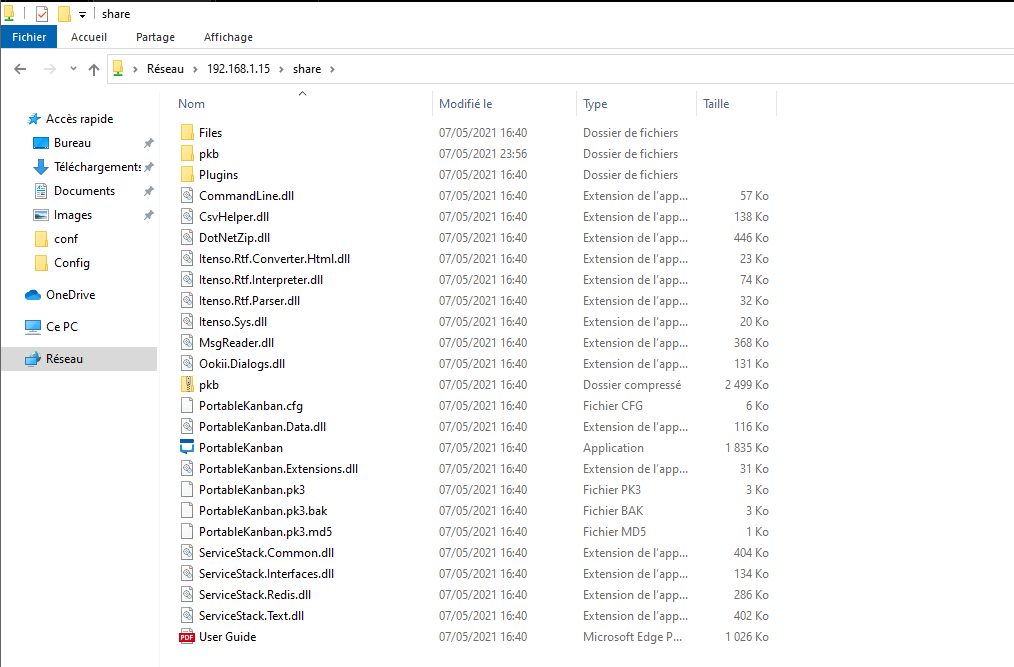 share
Fichier Accueil Partage Affichage
Réseau 192.168.1.15 share
Nom Modifié le Type Taille
Accès rapide
Bureau
Téléchargements
Documents
Images
conf
Config
OneDrive
Ce PC
Réseau
Files 07/05/2021 16:40 Dossier de fichiers
pkb 07/05/2021 23:56 Dossier de fichiers
Plugins 07/05/2021 16:40 Dossier de fichiers
CommandLine.dll 07/05/2021 16:40 Extension de l'app... 57 Ko
CsvHelper.dll 07/05/2021 16:40 Extension de l'app... 138 Ko
DotNetZip.dll 07/05/2021 16:40 Extension de l'app... 446 Ko
Itenso.Rtf.Converter.Html.dll 07/05/2021 16:40 Extension de l'app... 23 Ko
Itenso.Rtf.Interpreter.dll 07/05/2021 16:40 Extension de l'app... 74 Ko
Itenso.Rtf.Parser.dll 07/05/2021 16:40 Extension de l'app... 32 Ko
Itenso.Sys.dll 07/05/2021 16:40 Extension de l'app... 20 Ko
MsgReader.dll 07/05/2021 16:40 Extension de l'app... 368 Ko
Ookii.Dialogs.dll 07/05/2021 16:40 Extension de l'app... 131 Ko
pkb 07/05/2021 16:40 Dossier compressé 2 499 Ko
PortableKanban.cfg 07/05/2021 16:40 Fichier CFG 6 Ko
PortableKanban.Data.dll 07/05/2021 16:40 Extension de l'app... 116 Ko
PortableKanban 07/05/2021 16:40 Application 1 835 Ko
PortableKanban.Extensions.dll 07/05/2021 16:40 Extension de l'app... 31 Ko
PortableKanban.pk3 07/05/2021 16:40 Fichier PK3 3 Ko
PortableKanban.pk3.bak 07/05/2021 16:40 Fichier BAK 3 Ko
PortableKanban.pk3.md5 07/05/2021 16:40 Fichier MD5 1 Ko
ServiceStack.Common.dll 07/05/2021 16:40 Extension de l'app... 404 Ko
ServiceStack.Interfaces.dll 07/05/2021 16:40 Extension de l'app... 134 Ko
ServiceStack.Redis.dll 07/05/2021 16:40 Extension de l'app... 286 Ko
ServiceStack.Text.dll 07/05/2021 16:40 Extension de l'app... 402 Ko
PDF User Guide 07/05/2021 16:40 Microsoft Edge P... 1 026 Ko